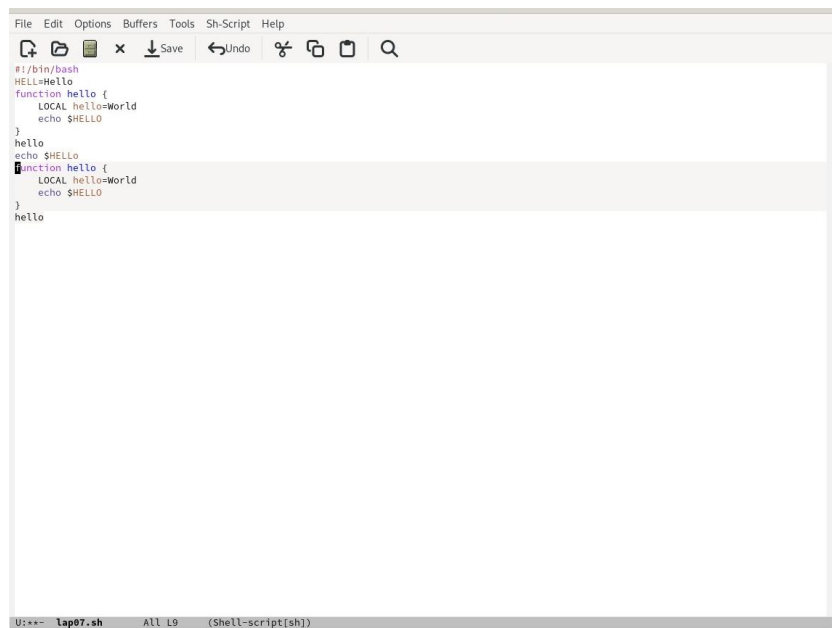 File Edit Options Buffers Tools Sh-Script Help
Save Undo
#!/bin/bash
HELL=Hello
function hello {
    LOCAL hello=World
    echo $HELLO
}
hello
echo $HELLo
function hello {
    LOCAL hello=World
    echo $HELLO
}
hello
U:**- lap07.sh All L9 (Shell-script[sh])